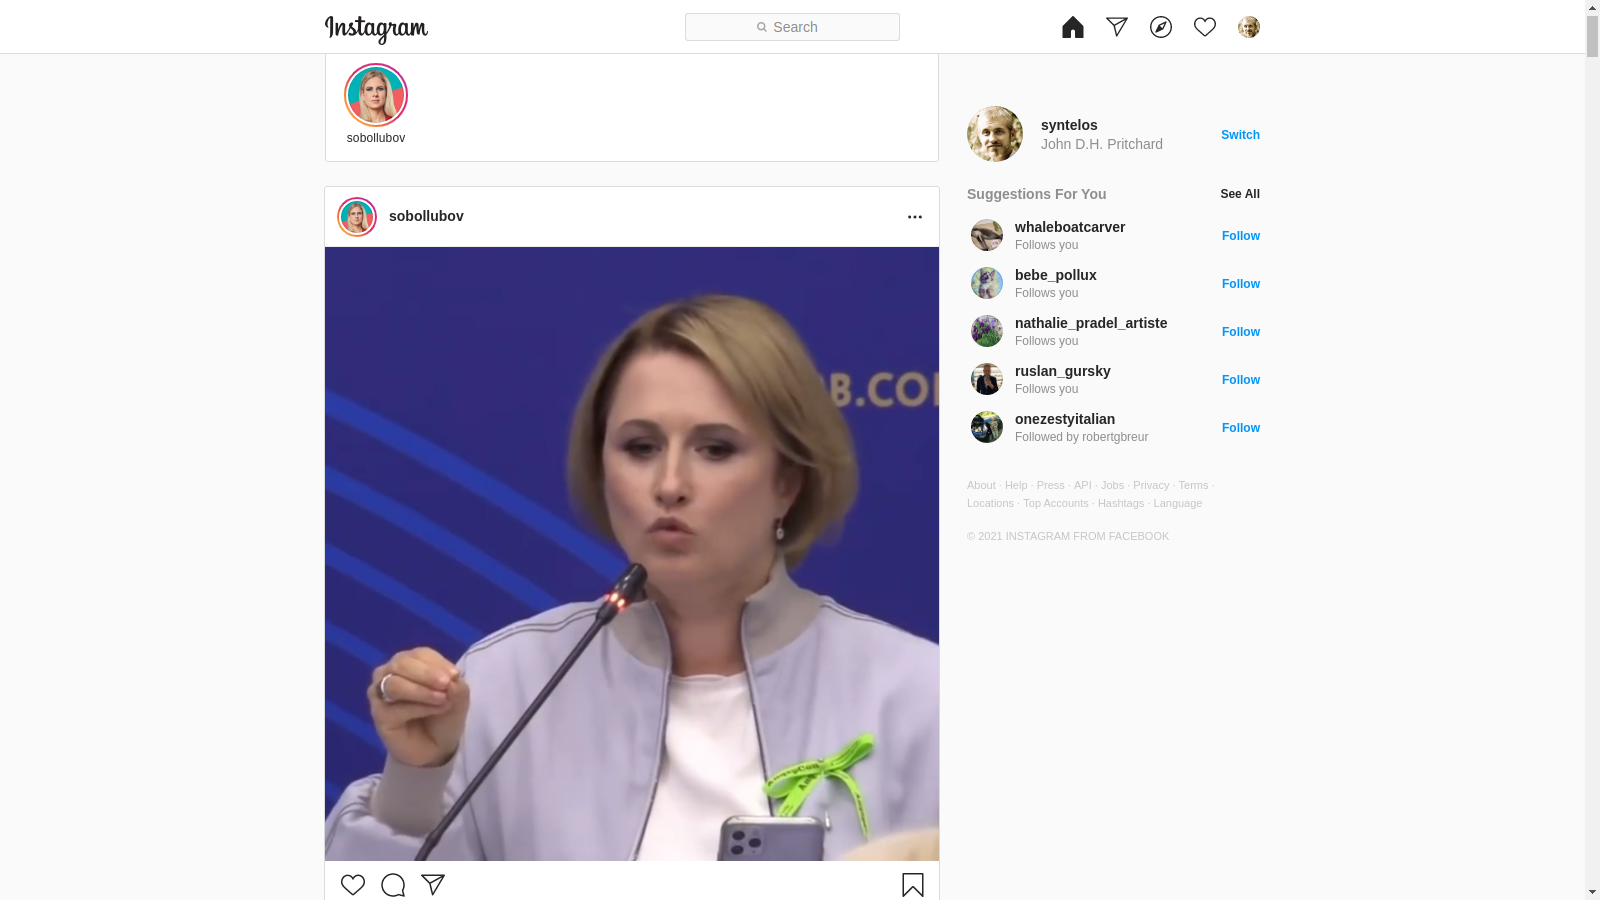 Instagram
Search
sobollubov
syntelos
John D.H. Pritchard
Switch
Suggestions For You
See All
whaleboatcarver
Follows you
Follow
bebe_pollux
Follows you
Follow
nathalie_pradel_artiste
Follows you
Follow
ruslan_gursky
Follows you
Follow
onezestyitalian
Followed by robertgbreur
Follow
About · Help · Press · API · Jobs · Privacy · Terms ·
Locations · Top Accounts · Hashtags · Language
© 2021 INSTAGRAM FROM FACEBOOK
sobollubov
B.CO